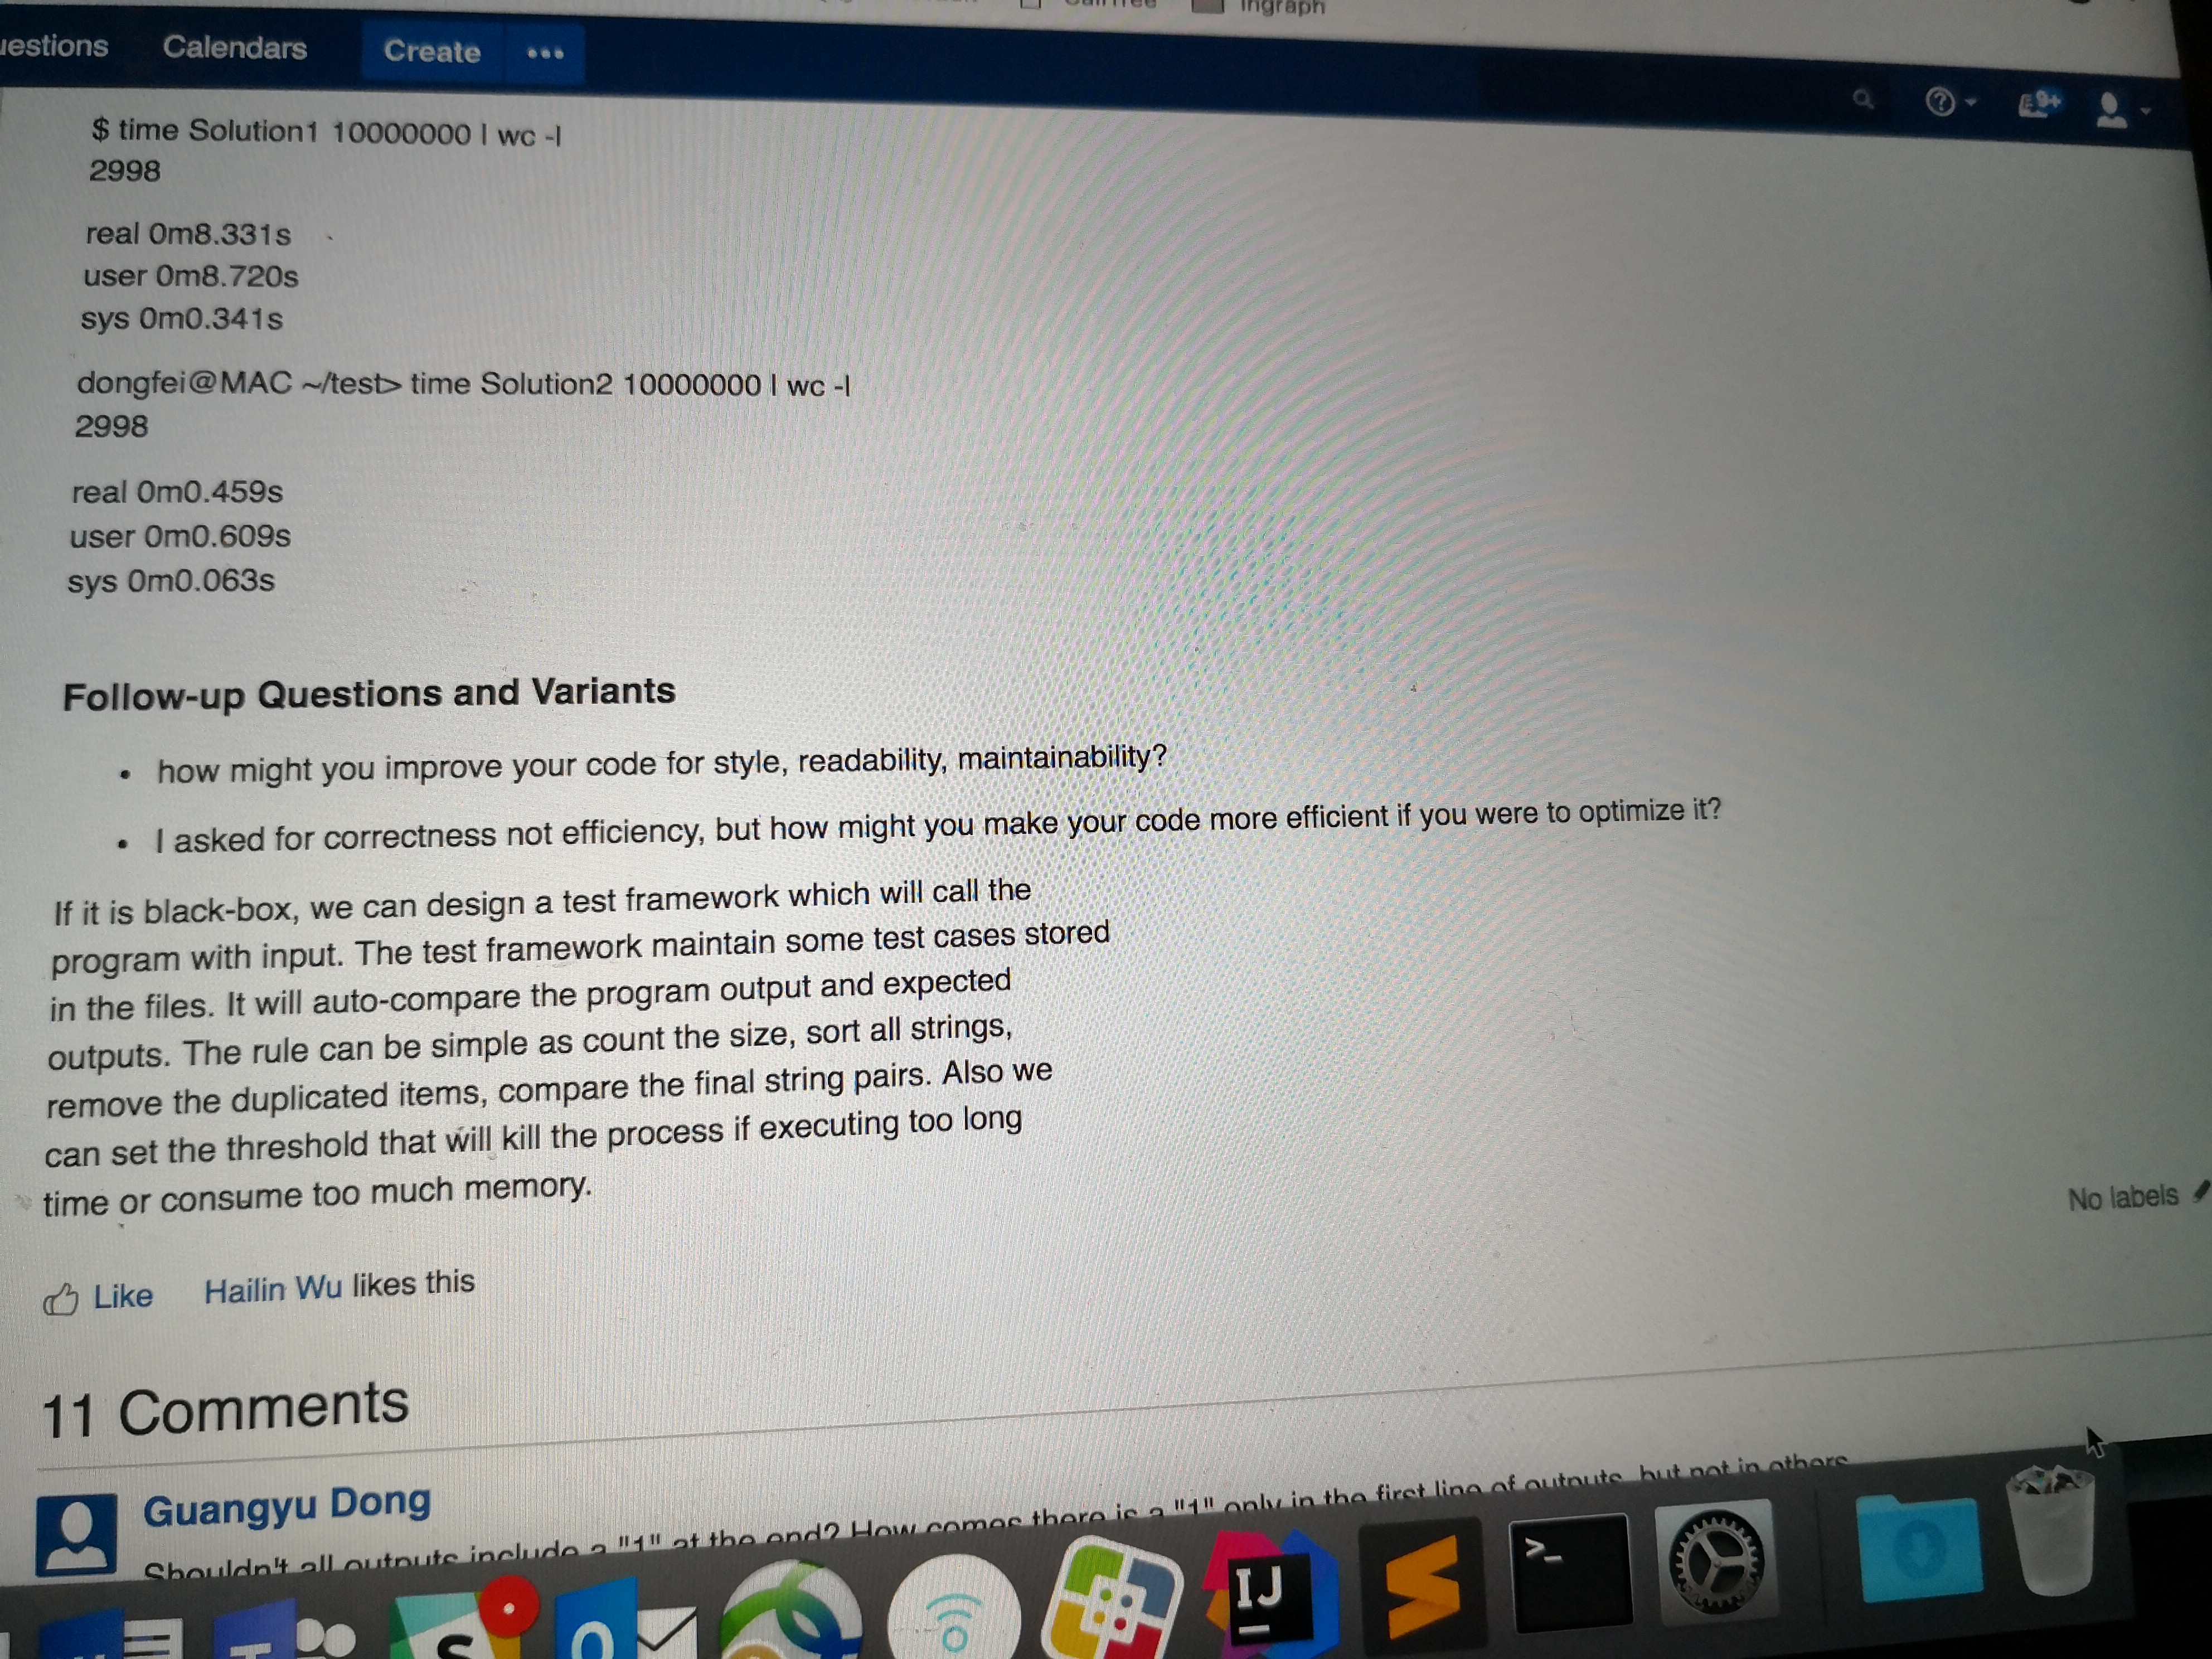 Ingraph
Calendars
Create
•••
9+
$ time Solution1 10000000 | wc -l
2998
real 0m8.331s
user 0m8.720s
sys 0m0.341s
dongfei@MAC ~/test> time Solution2 10000000 | wc -l
2998
real 0m0.459s
user 0m0.609s
sys 0m0.063s
Follow-up Questions and Variants
• how might you improve your code for style, readability, maintainability?
• I asked for correctness not efficiency, but how might you make your code more efficient if you were to optimize it?
If it is black-box, we can design a test framework which will call the
program with input. The test framework maintain some test cases stored
in the files. It will auto-compare the program output and expected
outputs. The rule can be simple as count the size, sort all strings,
remove the duplicated items, compare the final string pairs. Also we
can set the threshold that will kill the process if executing too long
time or consume too much memory.
No labels
Like Hailin Wu likes this
11 Comments
Guangyu Dong
Shouldn't all outputs include a "1" at the end? How comes there is a "1" only in the first line of outputs, but not in others
IJ
>_